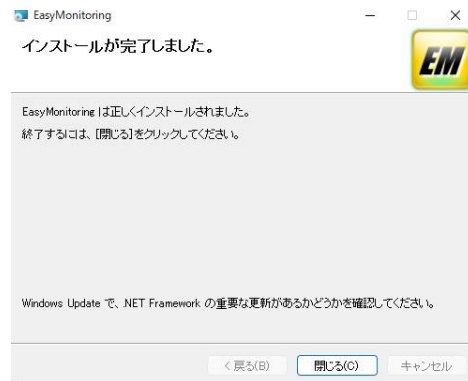 EasyMonitoring
インストールが完了しました。
EM
EasyMonitoring は正しくインストールされました。
終了するには、[閉じる]をクリックしてください。
Windows Update で、.NET Framework の重要な更新があるかどうかを確認してください。
< 戻る(B)
閉じる(C)
キャンセル